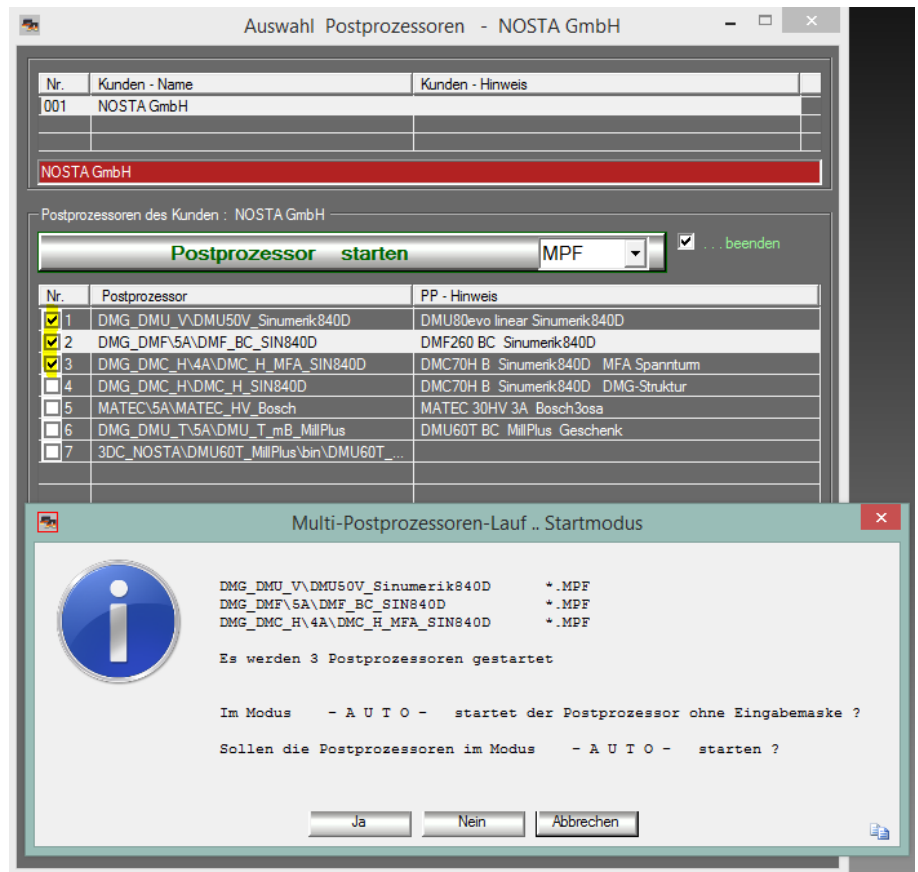 Auswahl Postprozessoren - NOSTA GmbH
Nr. Kunden - Name Kunden - Hinweis
001 NOSTA GmbH
NOSTA GmbH
Postprozessoren des Kunden : NOSTA GmbH
Postprozessor starten MPF ...beenden
Nr. Postprozessor PP - Hinweis
1 DMG_DMU_V\DMU50V_Sinumerik840D DMU80evo linear Sinumerik840D
2 DMG_DMF\5A\DMF_BC_SIN840D DMF260 BC Sinumerik840D
3 DMG_DMC_H\4A\DMC_H_MFA_SIN840D DMC70H B Sinumerik840D MFA Spannturm
4 DMG_DMC_H\DMC_H_SIN840D DMC70H B Sinumerik840D DMG-Struktur
5 MATEC\5A\MATEC_HV_Bosch MATEC 30HV 3A Bosch3osa
6 DMG_DMU_T\5A\DMU_T_mB_MillPlus DMU60T BC MillPlus Geschenk
7 3DC_NOSTA\DMU60T_MillPlus\bin\DMU60T_...
Multi-Postprozessoren-Lauf .. Startmodus
DMG_DMU_V\DMU50V_Sinumerik840D *.MPF
DMG_DMF\5A\DMF_BC_SIN840D *.MPF
DMG_DMC_H\4A\DMC_H_MFA_SIN840D *.MPF
Es werden 3 Postprozessoren gestartet
Im Modus - A U T O - startet der Postprozessor ohne Eingabemaske ?
Sollen die Postprozessoren im Modus - A U T O - starten ?
Ja Nein Abbrechen